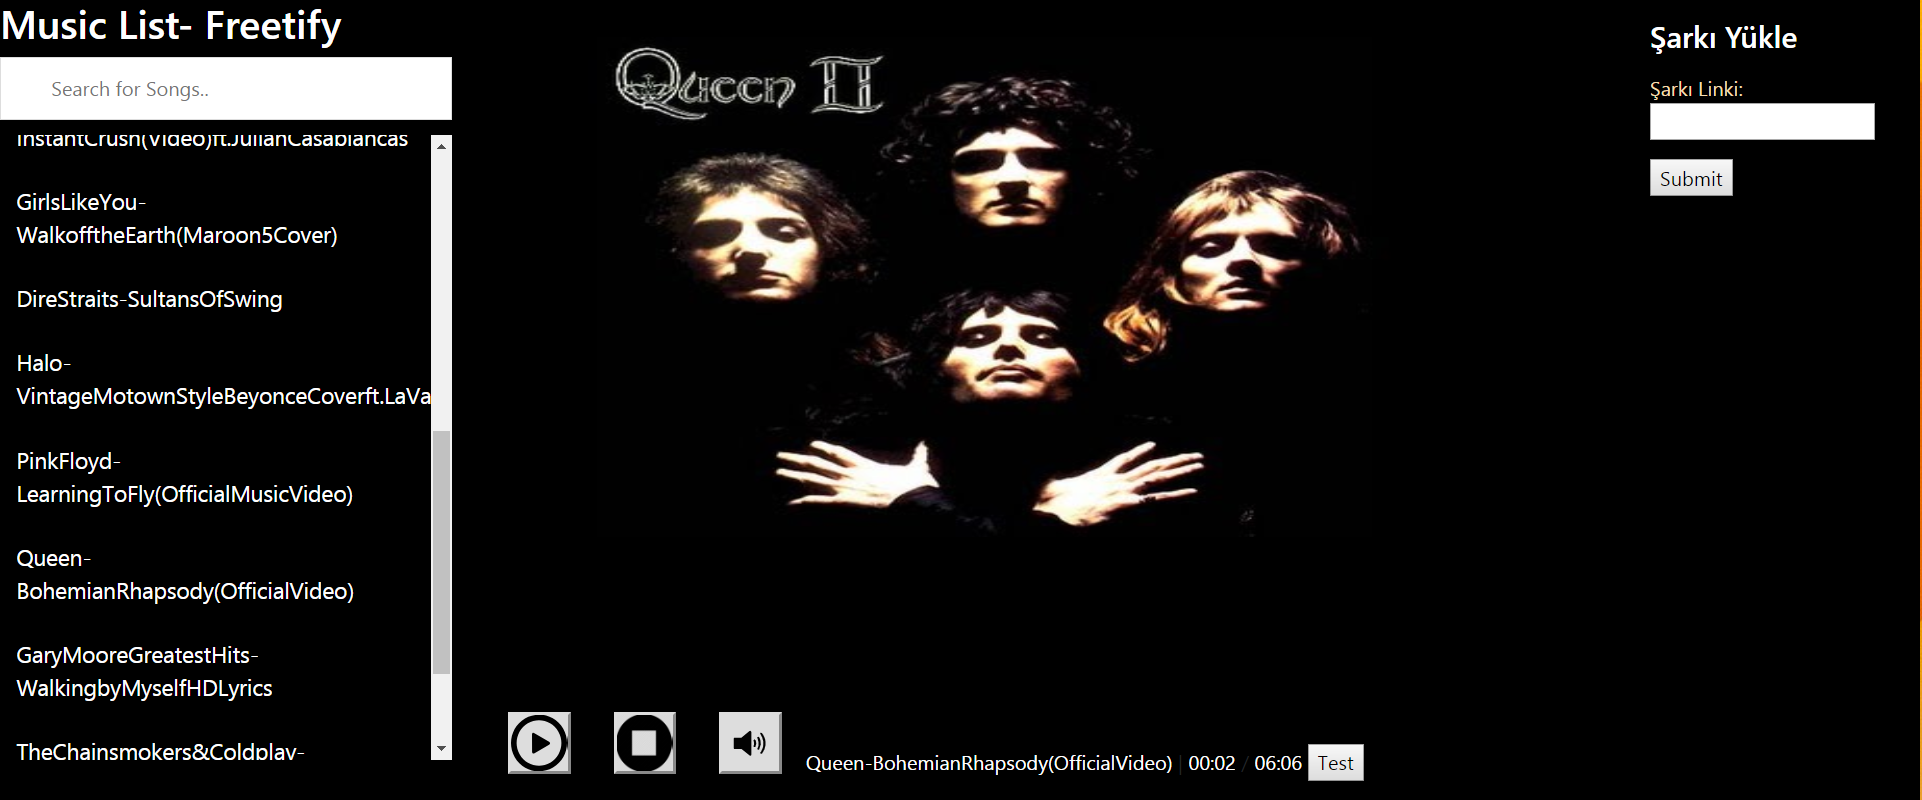 Music List- Freetify
Search for Songs..
InstantCrush(Video)ft.JulianCasablancas
GirlsLikeYou-
WalkofftheEarth(Maroon5Cover)
DireStraits-SultansOfSwing
Halo-
VintageMotownStyleBeyonceCoverft.LaVa
PinkFloyd-
LearningToFly(OfficialMusicVideo)
Queen-
BohemianRhapsody(OfficialVideo)
GaryMooreGreatestHits-
WalkingbyMyselfHDLyrics
TheChainsmokers&Coldplay-
Queen II
Queen-BohemianRhapsody(OfficialVideo) | 00:02 / 06:06 Test
Şarkı Yükle
Şarkı Linki:
Submit